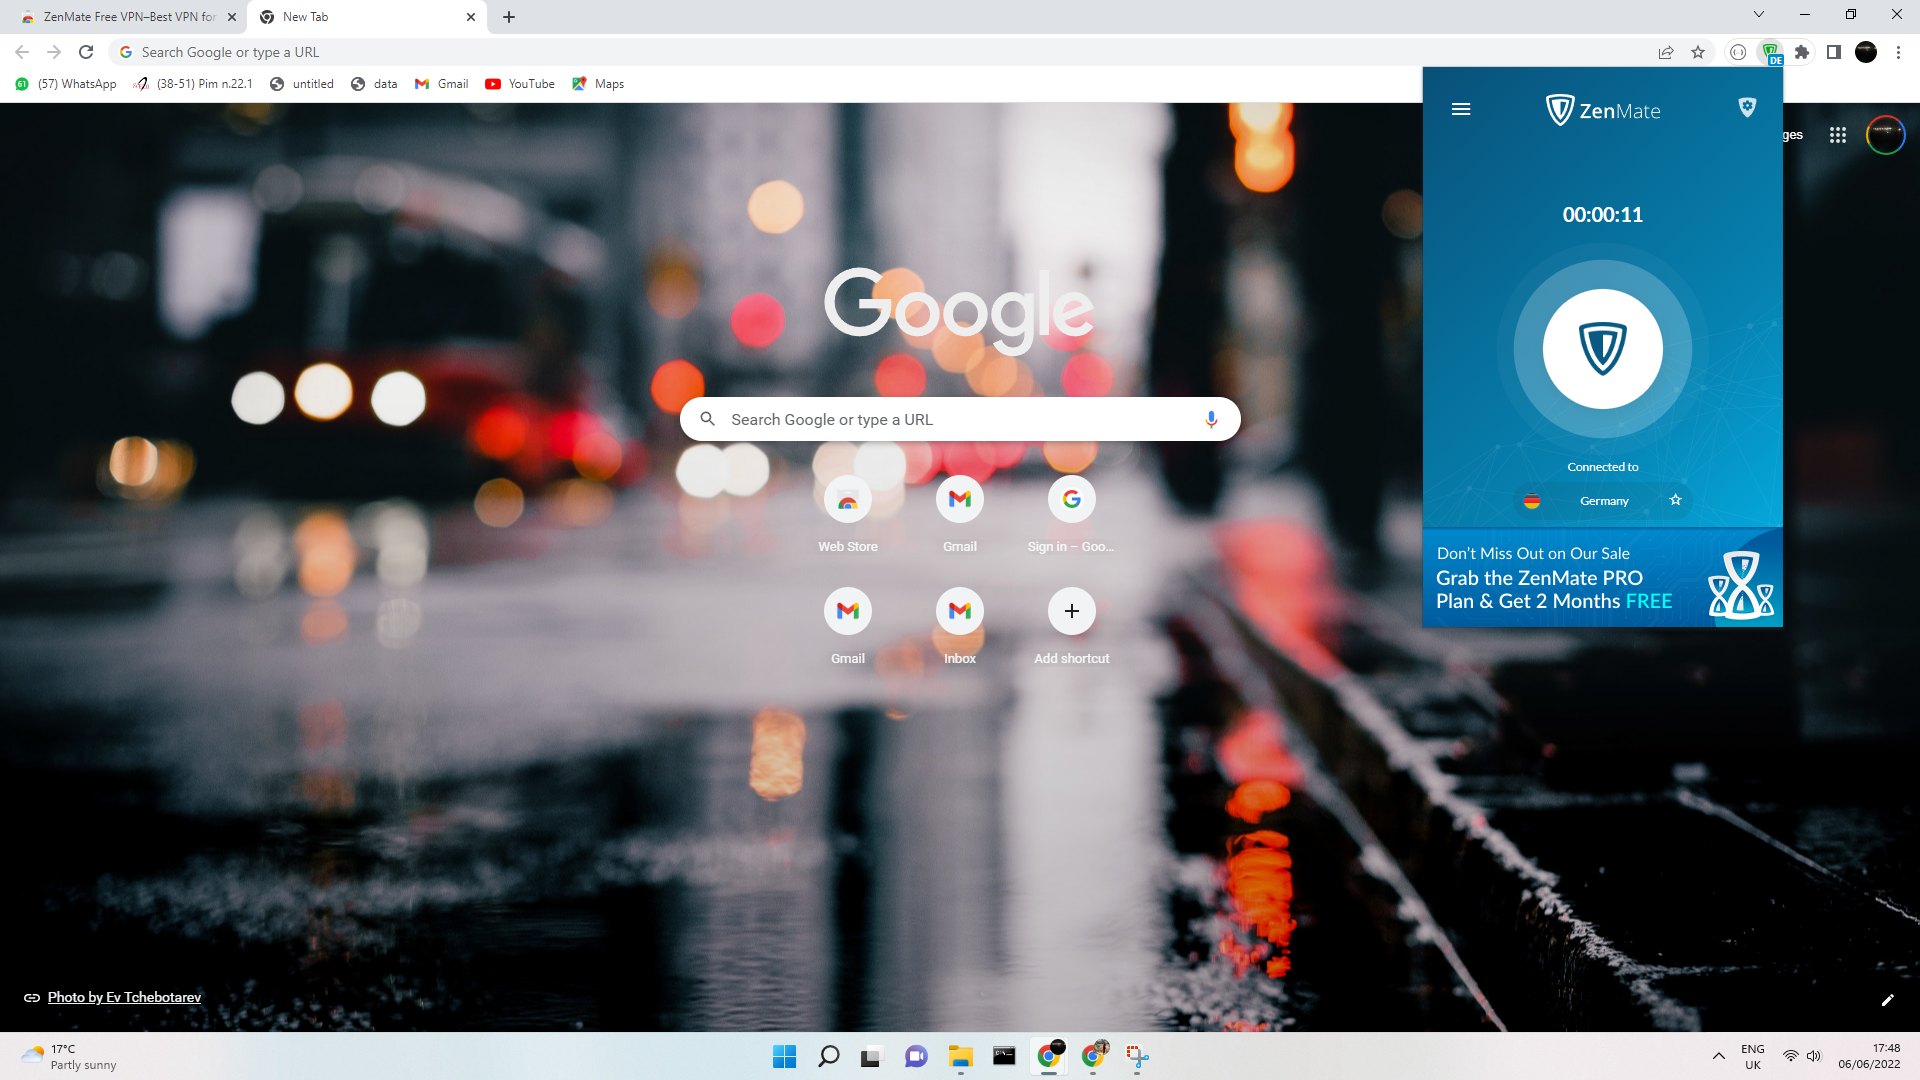 ZenMate Free VPN–Best VPN for
New Tab
Search Google or type a URL
DE
61
(57) WhatsApp
(38-51) Pim n.22.1
untitled
data
Gmail
YouTube
Maps
ZenMate
ges
00:00:11
Google
Search Google or type a URL
Connected to
Germany
Web Store
Gmail
Sign in – Goo...
Don't Miss Out on Our Sale
Grab the ZenMate PRO
Plan & Get 2 Months FREE
Gmail
Inbox
Add shortcut
Photo by Ev Tchebotarev
17°C
Partly sunny
ENG
UK
17:48
06/06/2022